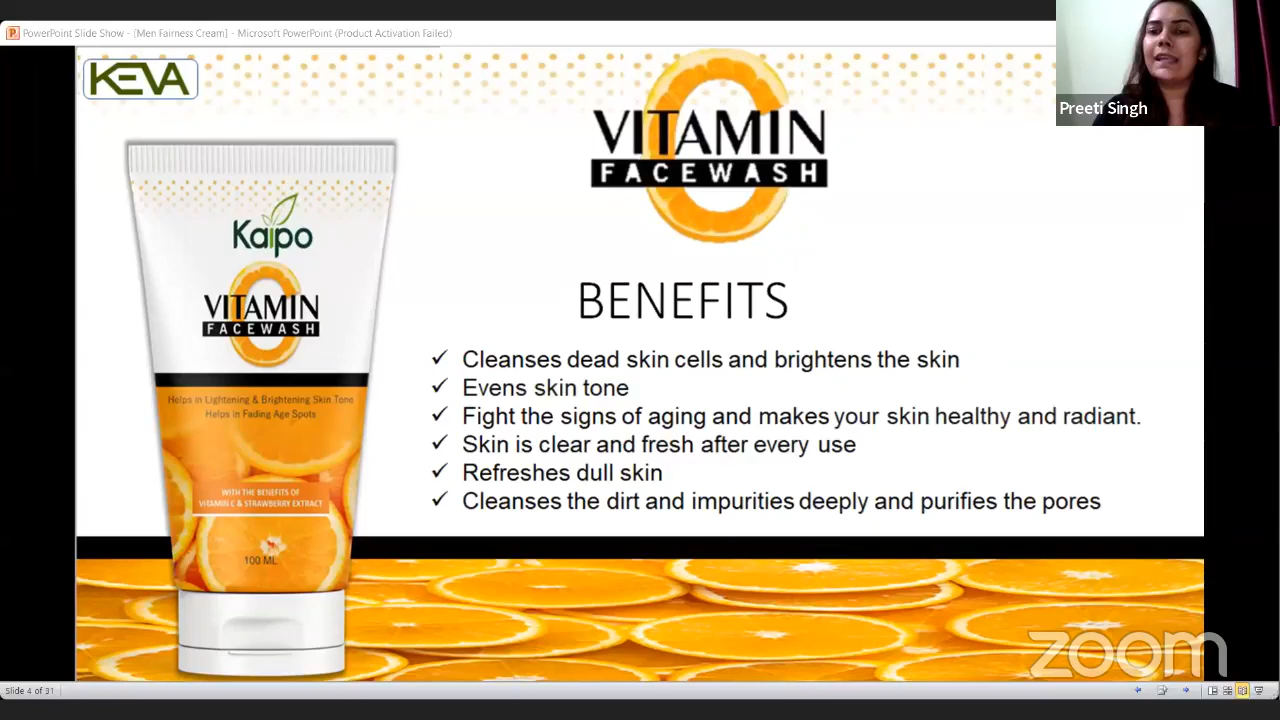 PowerPoint Slide Show - [Men Fairness Cream] - Microsoft PowerPoint (Product Activation Failed)
KEVA
VITAMIN C
FACEWASH
Preeti Singh
Kaipo
VITAMIN C
FACEWASH
Helps in Lightening & Brightening Skin Tone
Helps in Fading Age Spots
WITH THE BENEFITS OF
VITAMIN C & STRAWBERRY EXTRACT
100 ML
BENEFITS
✓ Cleanses dead skin cells and brightens the skin
✓ Evens skin tone
✓ Fight the signs of aging and makes your skin healthy and radiant.
✓ Skin is clear and fresh after every use
✓ Refreshes dull skin
✓ Cleanses the dirt and impurities deeply and purifies the pores
zoom
Slide 4 of 31